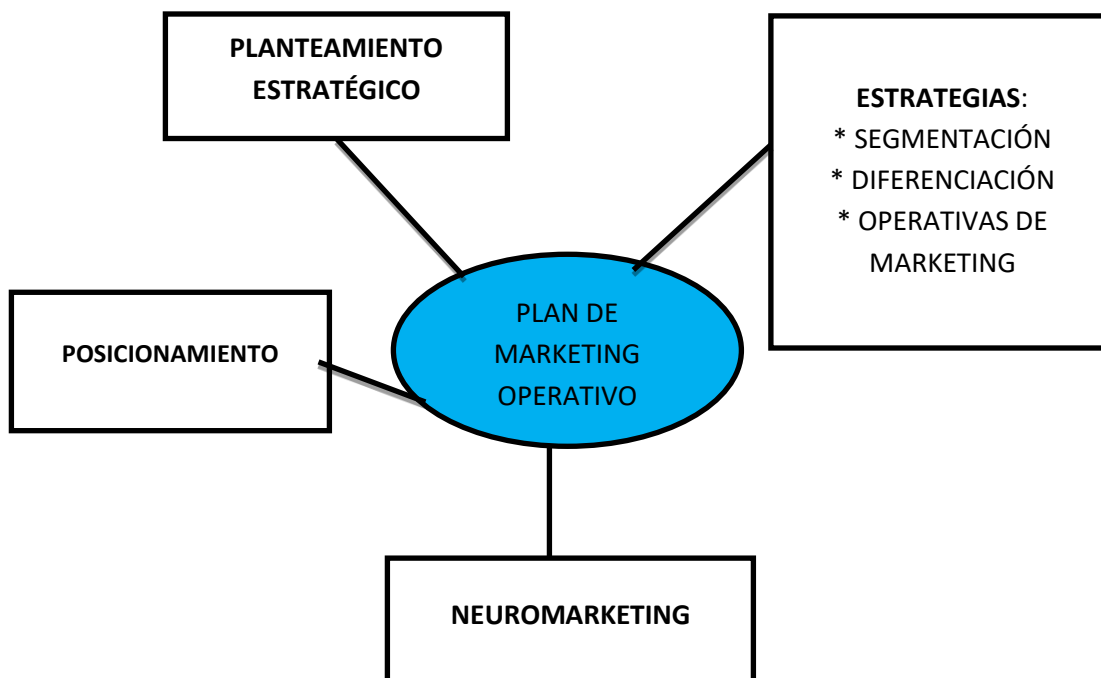 PLANTEAMIENTO
ESTRATÉGICO
ESTRATEGIAS:
* SEGMENTACIÓN
* DIFERENCIACIÓN
* OPERATIVAS DE
MARKETING
PLAN DE
MARKETING
OPERATIVO
POSICIONAMIENTO
NEUROMARKETING